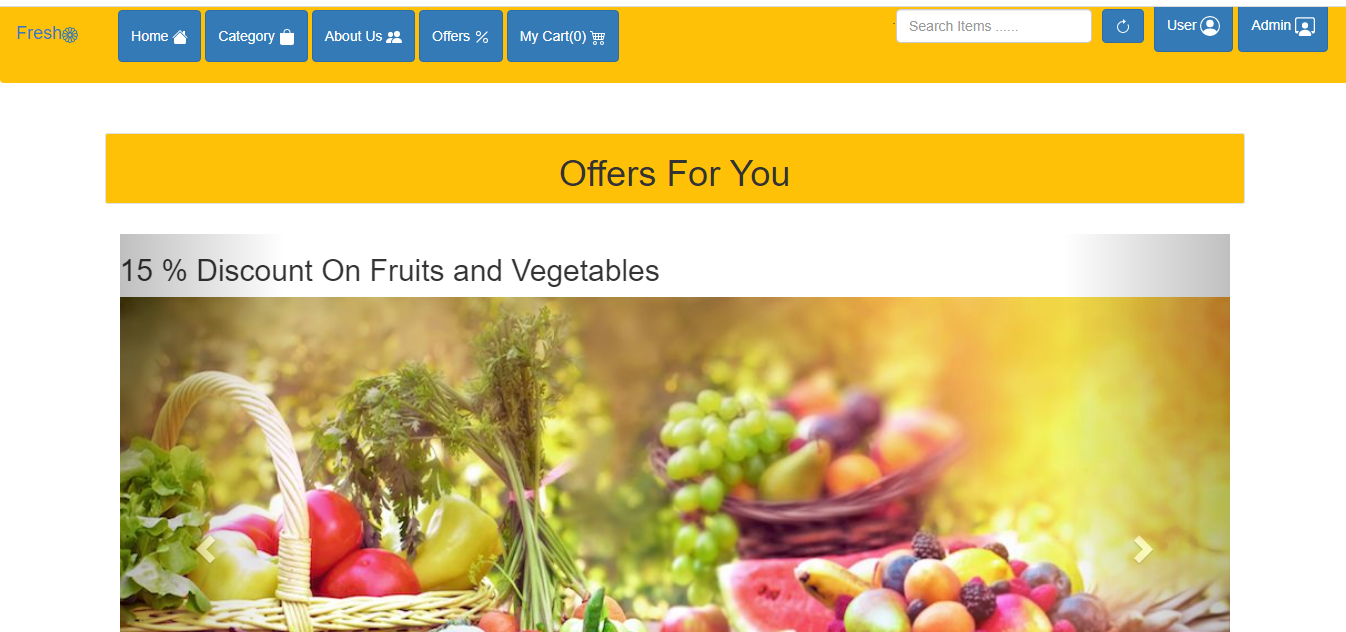 Fresh
Home
Category
About Us
Offers
My Cart(0)
Search Items ......
User
Admin
Offers For You
15 % Discount On Fruits and Vegetables